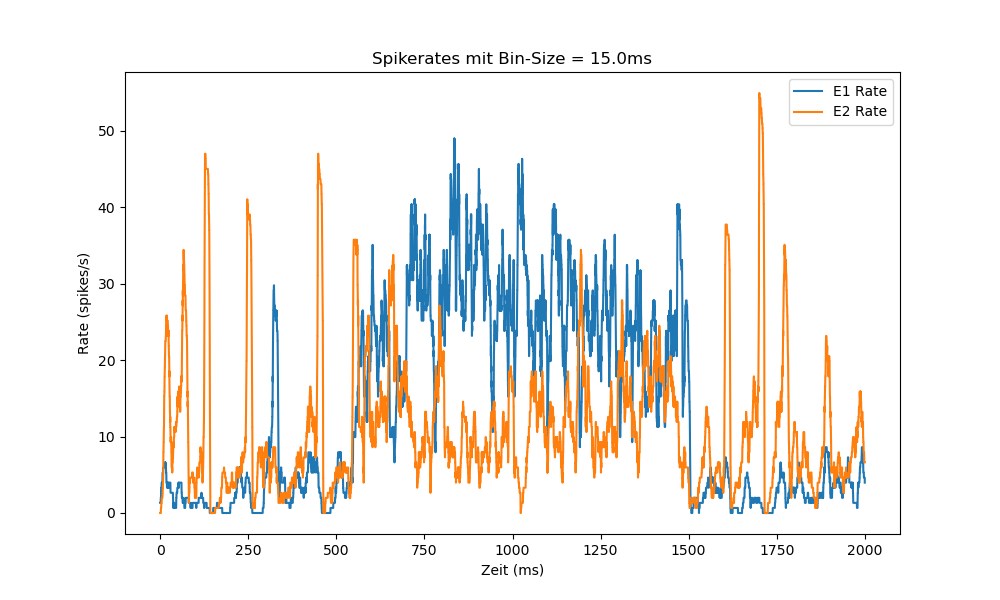 Spikerates mit Bin-Size = 15.0ms
E1 Rate
E2 Rate
Rate (spikes/s)
50
40
30
20
10
0
0 250 500 750 1000 1250 1500 1750 2000
Zeit (ms)